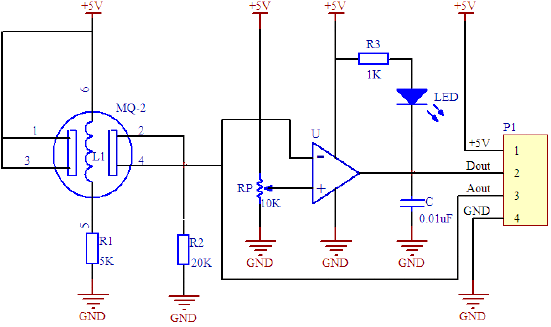 +5V
+5V
+5V
+5V
R3
1K
6
MQ-2
LED
P1
U
1
2
+5V
1
L1
Dout
2
3
4
Aout
3
RP
10K
C
GND
4
0.01uF
5
R1
R2
5K
20K
GND
GND
GND
GND
GND
GND
-
+